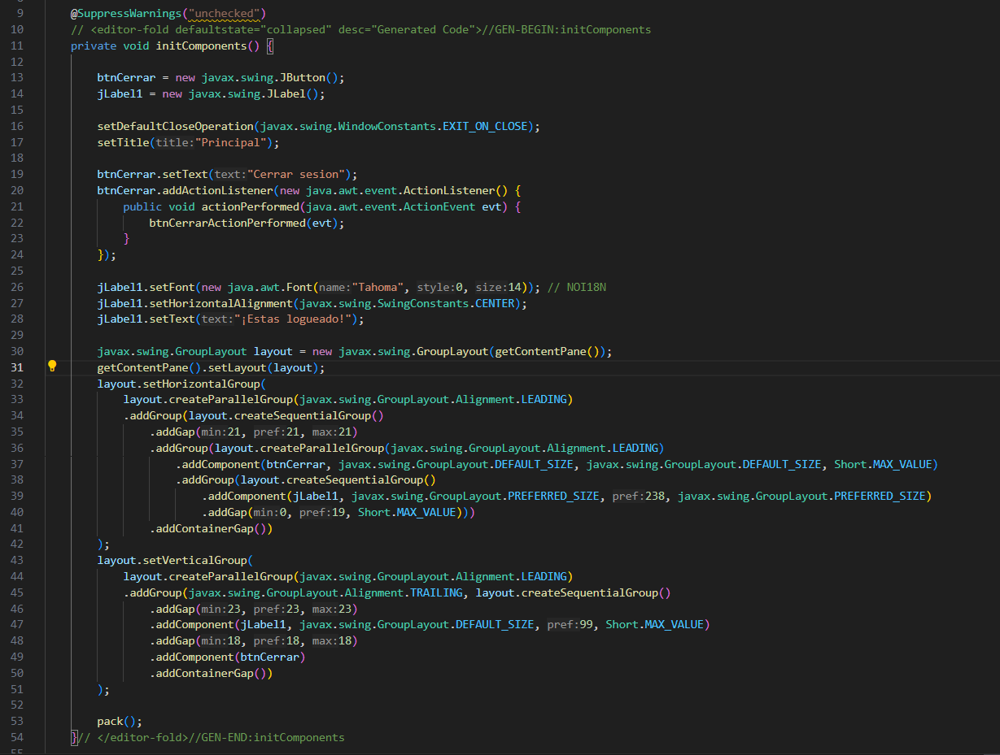 9 @SuppressWarnings("unchecked")
10 // <editor-fold defaultstate="collapsed" desc="Generated Code">//GEN-BEGIN:initComponents
11 private void initComponents() {
12
13 btnCerrar = new javax.swing.JButton();
14 jLabel1 = new javax.swing.JLabel();
15
16 setDefaultCloseOperation(javax.swing.WindowConstants.EXIT_ON_CLOSE);
17 setTitle(title:"Principal");
18
19 btnCerrar.setText(text:"Cerrar sesion");
20 btnCerrar.addActionListener(new java.awt.event.ActionListener() {
21 public void actionPerformed(java.awt.event.ActionEvent evt) {
22 btnCerrarActionPerformed(evt);
23 }
24 });
25
26 jLabel1.setFont(new java.awt.Font(name:"Tahoma", style:0, size:14)); // NOI18N
27 jLabel1.setHorizontalAlignment(javax.swing.SwingConstants.CENTER);
28 jLabel1.setText(text:"¡Estas logueado!");
29
30 javax.swing.GroupLayout layout = new javax.swing.GroupLayout(getContentPane());
31 getContentPane().setLayout(layout);
32 layout.setHorizontalGroup(
33 layout.createParallelGroup(javax.swing.GroupLayout.Alignment.LEADING)
34 .addGroup(layout.createSequentialGroup()
35 .addGap(min:21, pref:21, max:21)
36 .addGroup(layout.createParallelGroup(javax.swing.GroupLayout.Alignment.LEADING)
37 .addComponent(btnCerrar, javax.swing.GroupLayout.DEFAULT_SIZE, javax.swing.GroupLayout.DEFAULT_SIZE, Short.MAX_VALUE)
38 .addGroup(layout.createSequentialGroup()
39 .addComponent(jLabel1, javax.swing.GroupLayout.PREFERRED_SIZE, pref:238, javax.swing.GroupLayout.PREFERRED_SIZE)
40 .addGap(min:0, pref:19, Short.MAX_VALUE)))
41 .addContainerGap())
42 );
43 layout.setVerticalGroup(
44 layout.createParallelGroup(javax.swing.GroupLayout.Alignment.LEADING)
45 .addGroup(javax.swing.GroupLayout.Alignment.TRAILING, layout.createSequentialGroup()
46 .addGap(min:23, pref:23, max:23)
47 .addComponent(jLabel1, javax.swing.GroupLayout.DEFAULT_SIZE, pref:99, Short.MAX_VALUE)
48 .addGap(min:18, pref:18, max:18)
49 .addComponent(btnCerrar)
50 .addContainerGap())
51 );
52
53 pack();
54 }// </editor-fold>//GEN-END:initComponents
55